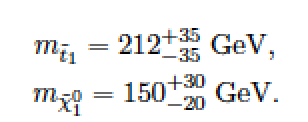 $m_{\tilde{t}_1} = 212^{+35}_{-35}$ GeV,
$m_{\tilde{\chi}^0_1} = 150^{+30}_{-20}$ GeV.